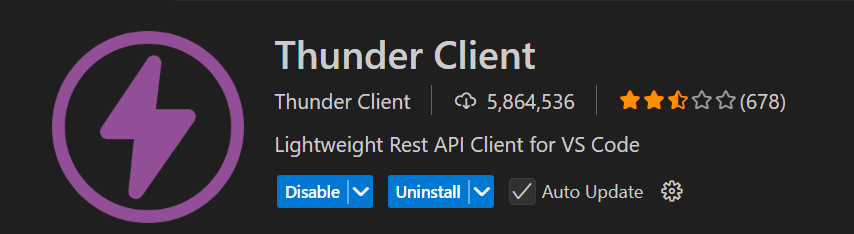 Thunder Client
Thunder Client 5,864,536 (678)
Lightweight Rest API Client for VS Code
Disable Uninstall Auto Update